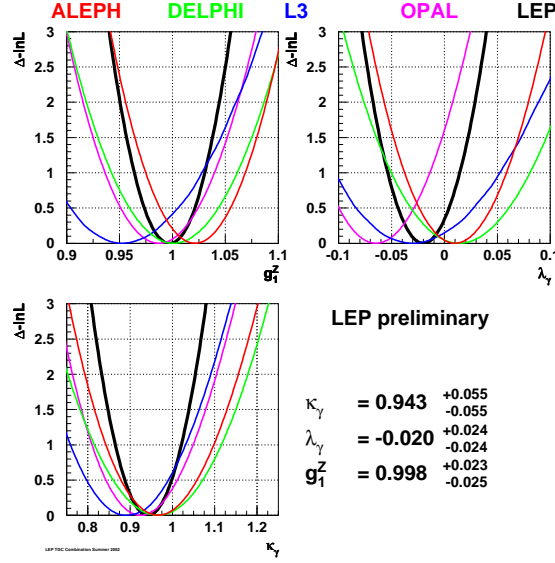 ALEPH DELPHI L3 OPAL LEP
Δ-lnL
3
2.5
2
1.5
1
0.5
0
0.9 0.95 1 1.05 1.1
g₁ᶻ
Δ-lnL
3
2.5
2
1.5
1
0.5
0
-0.1 -0.05 0 0.05 0.1
λᵧ
Δ-lnL
3
2.5
2
1.5
1
0.5
0
0.8 0.9 1 1.1 1.2
κᵧ
LEP TGC Combination Summer 2002
LEP preliminary
κᵧ = 0.943 +0.055 -0.055
λᵧ = -0.020 +0.024 -0.024
g₁ᶻ = 0.998 +0.023 -0.025